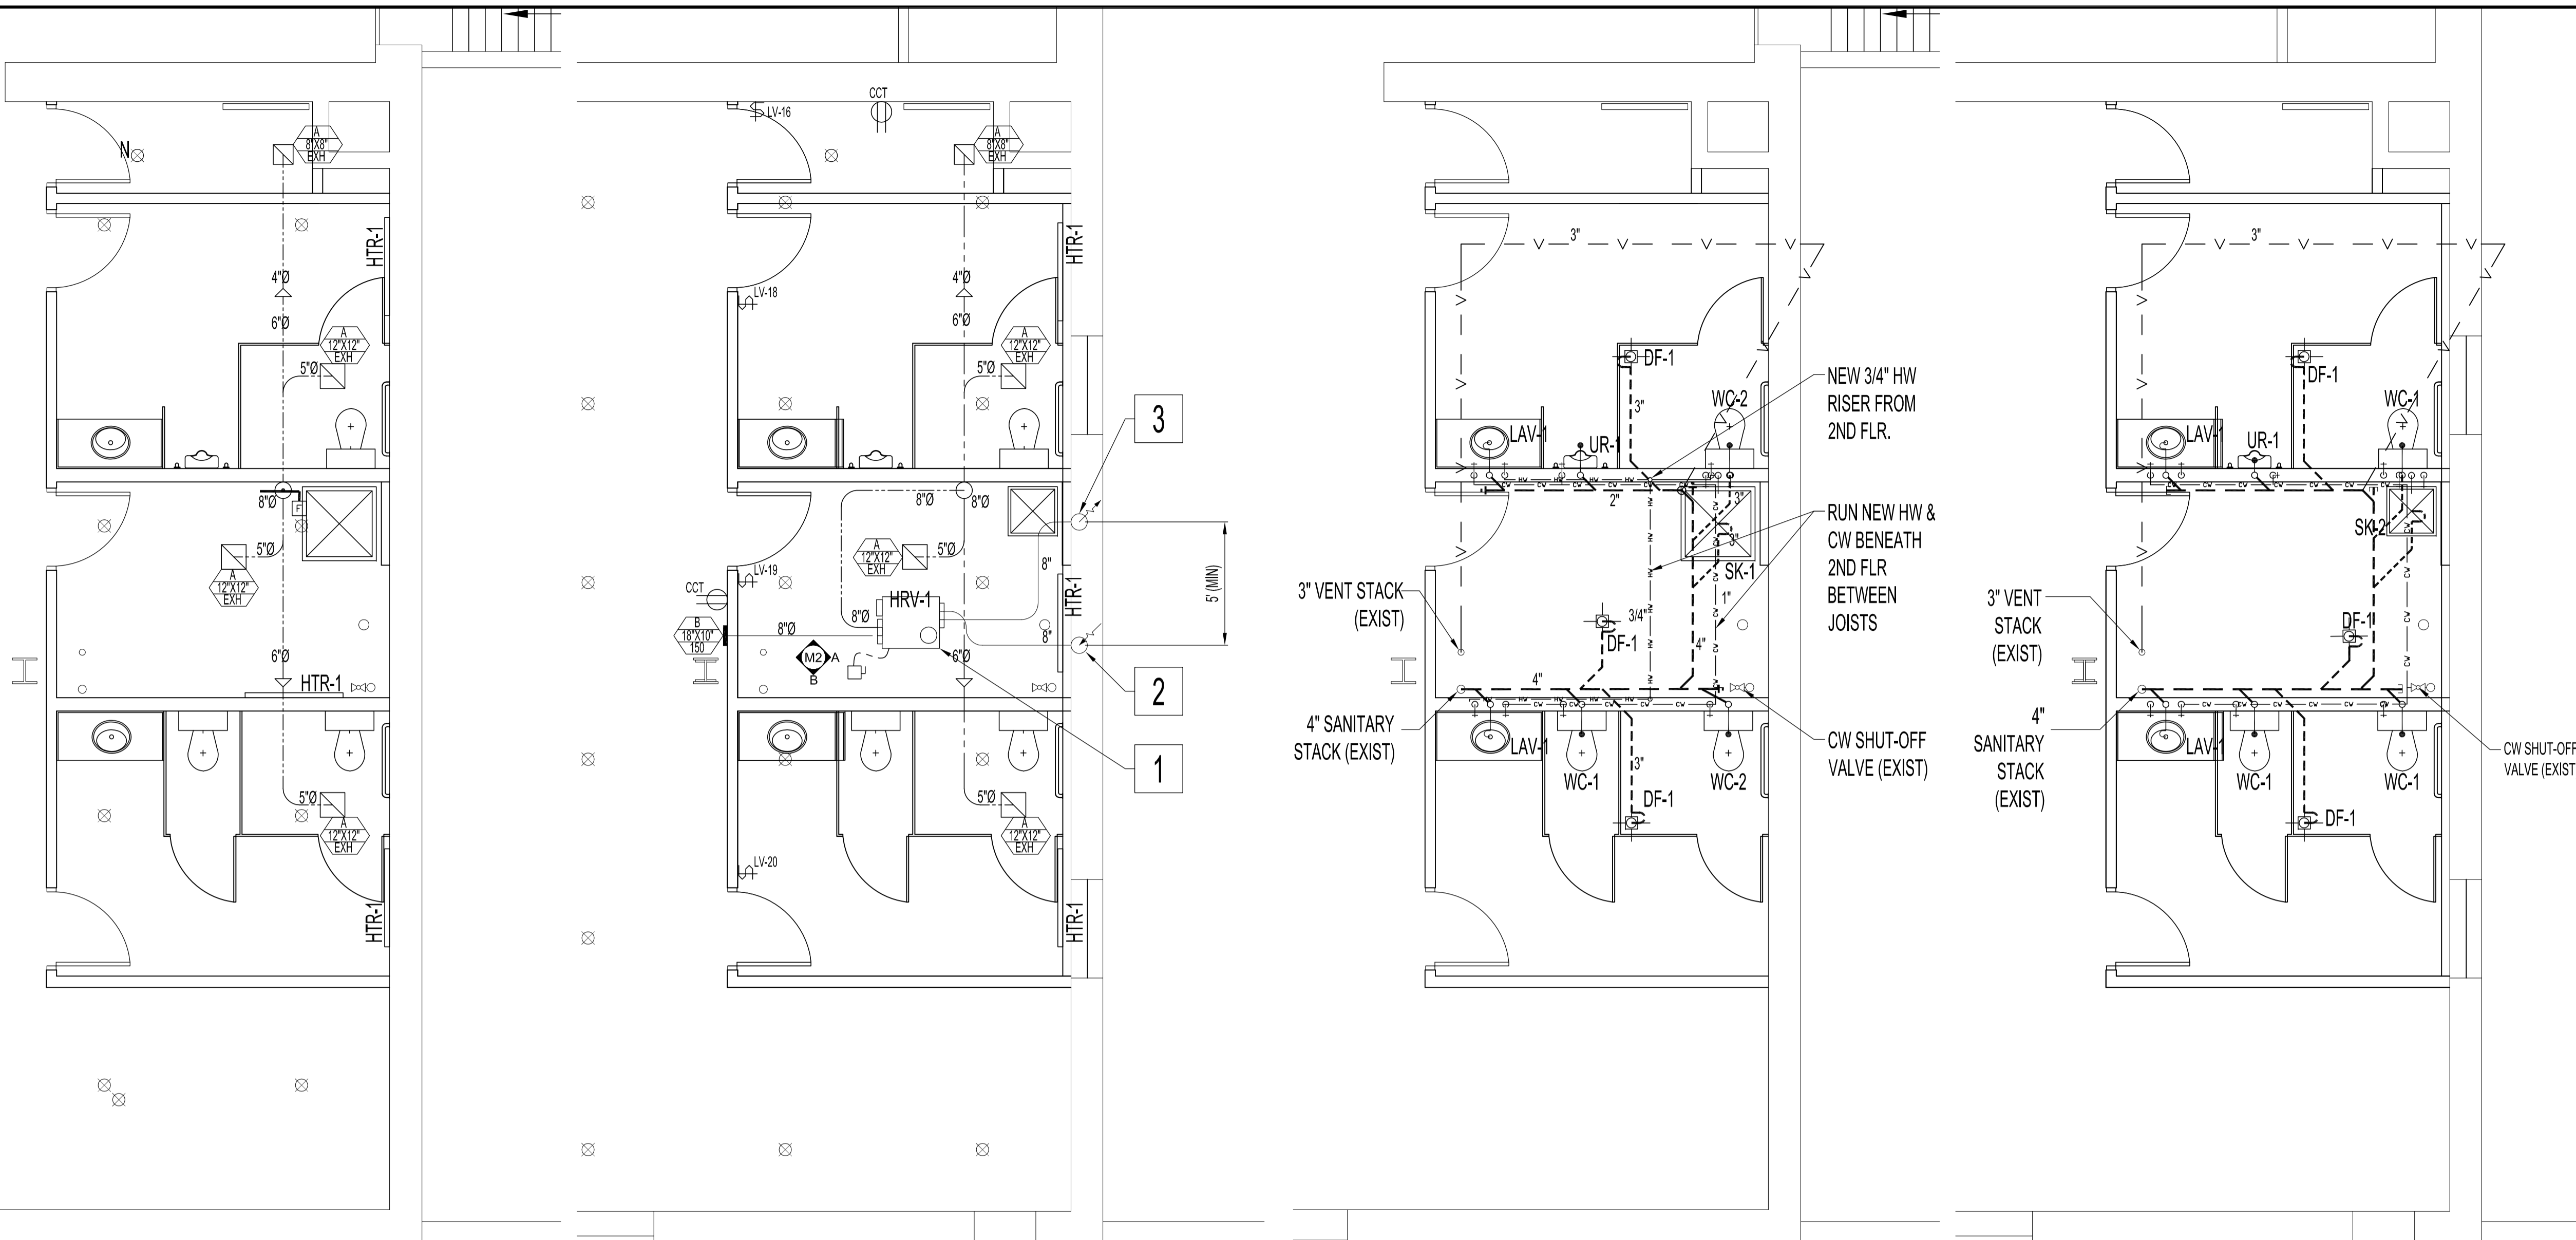 N
A
8"X8"
EXH
HTR-1
4"Ø
6"Ø
A
12"X12"
EXH
5"Ø
8"Ø
F
5"Ø
A
12"X12"
EXH
6"Ø
HTR-1
5"Ø
A
12"X12"
EXH
HTR-1
CCT
LV-16
A
8"X8"
EXH
HTR-1
4"Ø
LV-18
6"Ø
A
12"X12"
EXH
5"Ø
3
8"Ø
8"Ø
A
12"X12"
EXH
5"Ø
8"
LV-19
CCT
HRV-1
HTR-1
5' (MIN)
B
18"X10"
150
8"Ø
8"Ø
8"
M2
A
B
6"Ø
2
1
5"Ø
A
12"X12"
EXH
LV-20
HTR-1
3"
DF-1
WC-2
3"
LAV-1
UR-1
NEW 3/4" HW
RISER FROM
2ND FLR.
HW
CW
2"
3"
3"
SK-1
RUN NEW HW &
CW BENEATH
2ND FLR
BETWEEN
JOISTS
3" VENT STACK
(EXIST)
3/4"
1"
DF-1
4"
4"
4" SANITARY
STACK (EXIST)
HW
CW
CW SHUT-OFF
VALVE (EXIST)
LAV-1
WC-1
WC-2
3"
DF-1
3"
DF-1
WC-1
LAV-1
UR-1
CW
SK-2
3" VENT
STACK
(EXIST)
DF-1
4"
SANITARY
STACK
(EXIST)
CW
CW SHUT-OFF
VALVE (EXIST
LAV-1
WC-1
WC-1
DF-1